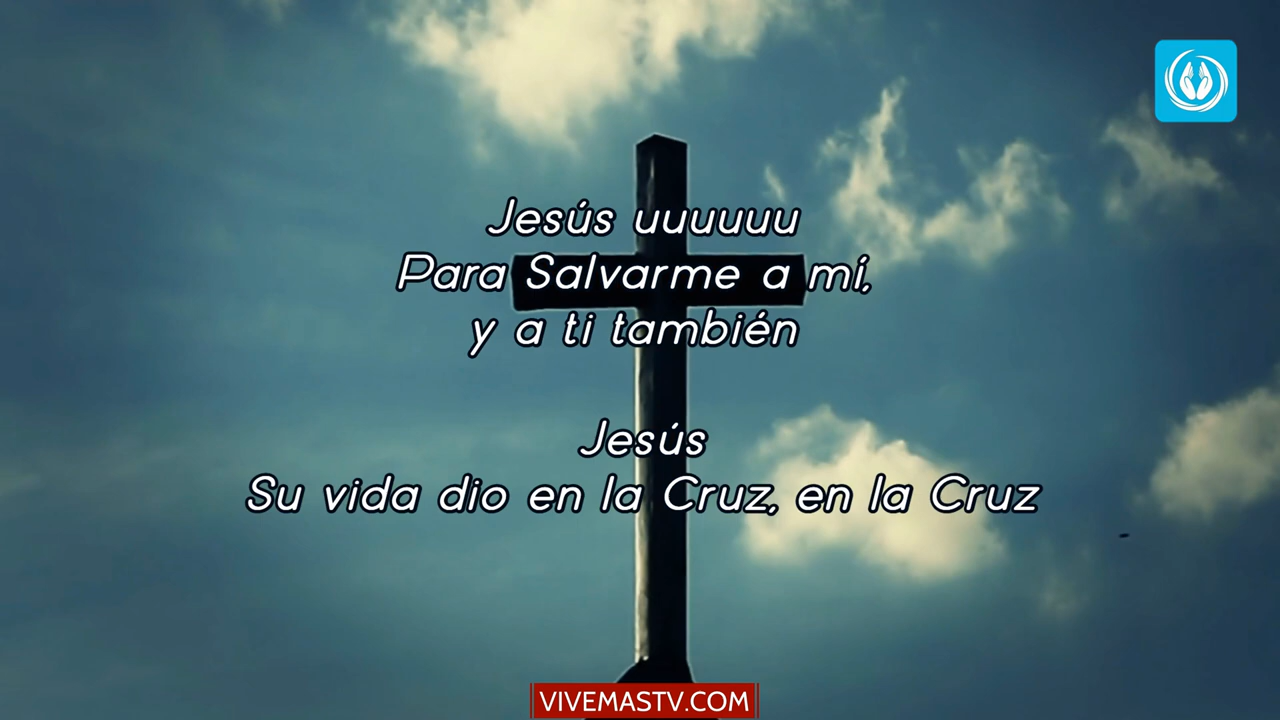 Jesús uuuuuu
Para Salvarme a mí,
y a ti también
Jesús
Su vida dio en la Cruz, en la Cruz
VIVEMASTV.COM